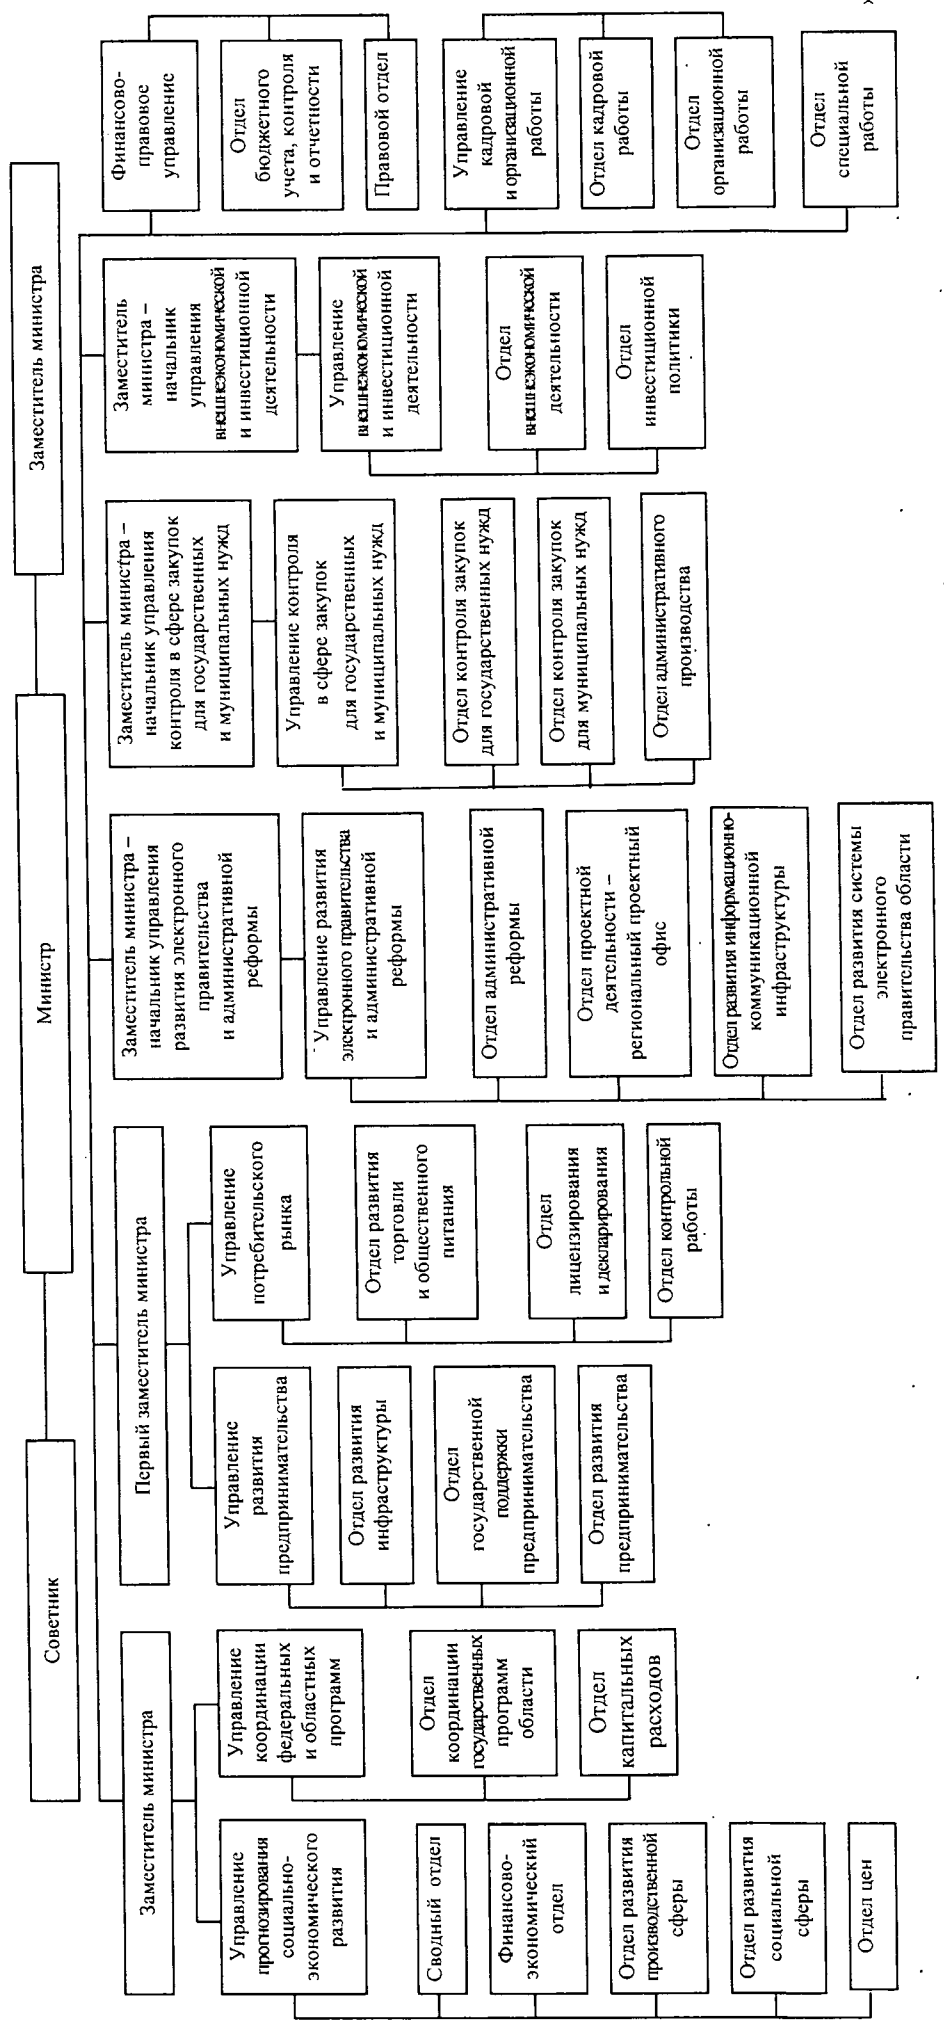 Советник
Министр
Заместитель министра
Заместитель министра
Управление
прогнозирования
социально-
экономического
развития
Сводный отдел
Финансово-
экономический
отдел
Отдел развития
производственной
сферы
Отдел развития
социальной
сферы
Отдел цен
Управление
координации
федеральных
и областных
программ
Отдел
координации
государственных
программ
области
Отдел
капитальных
расходов
Первый заместитель министра
Управление
развития
предпринимательства
Отдел развития
инфраструктуры
Отдел
государственной
поддержки
предпринимательства
Отдел развития
предпринимательства
Управление
потребительского
рынка
Отдел развития
торговли
и общественного
питания
Отдел
лицензирования
и декларирования
Отдел контрольной
работы
Заместитель министра –
начальник управления
развития электронного
правительства
и административной
реформы
Управление развития
электронного правительства
и административной
реформы
Отдел административной
реформы
Отдел проектной
деятельности –
региональный проектный
офис
Отдел развития информационно-
коммуникационной
инфраструктуры
Отдел развития системы
электронного
правительства области
Заместитель министра –
начальник управления
контроля в сфере закупок
для государственных
и муниципальных нужд
Управление контроля
в сфере закупок
для государственных
и муниципальных нужд
Отдел контроля закупок
для государственных нужд
Отдел контроля закупок
для муниципальных нужд
Отдел административного
производства
Заместитель
министра –
начальник
управления
внешнеэкономической
и инвестиционной
деятельности
Управление
внешнеэкономической
и инвестиционной
деятельности
Отдел
внешнеэкономической
деятельности
Отдел
инвестиционной
политики
Финансово-
правовое
управление
Отдел
бюджетного
учета, контроля
и отчетности
Правовой отдел
Управление
кадровой
и организационной
работы
Отдел кадровой
работы
Отдел
организационной
работы
Отдел
специальной
работы